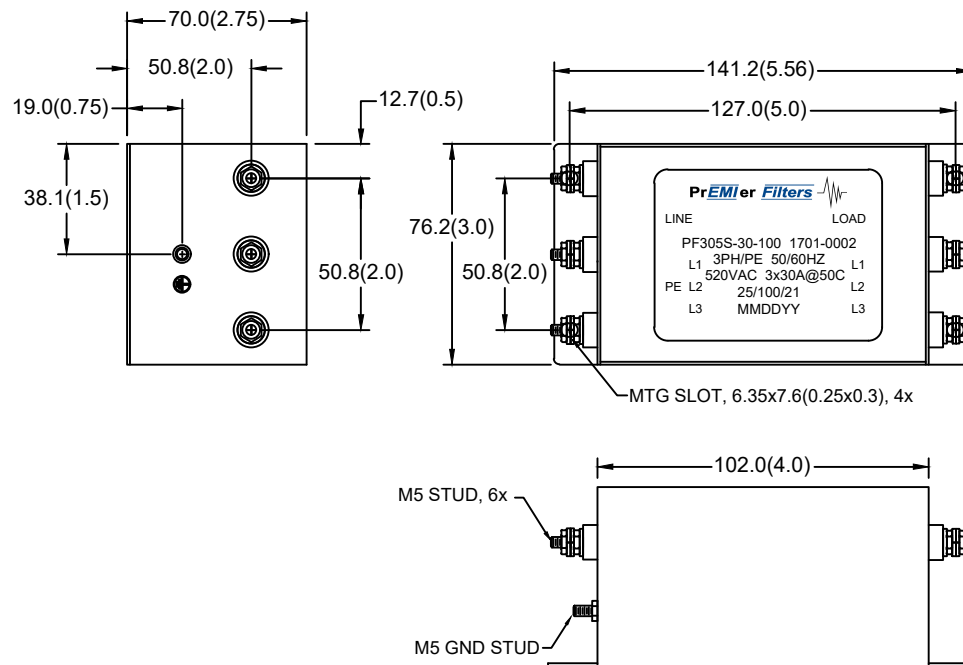 70.0(2.75)
50.8(2.0)
19.0(0.75)
12.7(0.5)
38.1(1.5)
50.8(2.0)
141.2(5.56)
127.0(5.0)
76.2(3.0)
50.8(2.0)
PrEMIer Filters
LINE LOAD
PF305S-30-100 1701-0002
3PH/PE 50/60HZ
L1 L1
520VAC 3x30A@50C
PE L2 L2
25/100/21
L3 MMDDYY L3
MTG SLOT, 6.35x7.6(0.25x0.3), 4x
102.0(4.0)
M5 STUD, 6x
M5 GND STUD